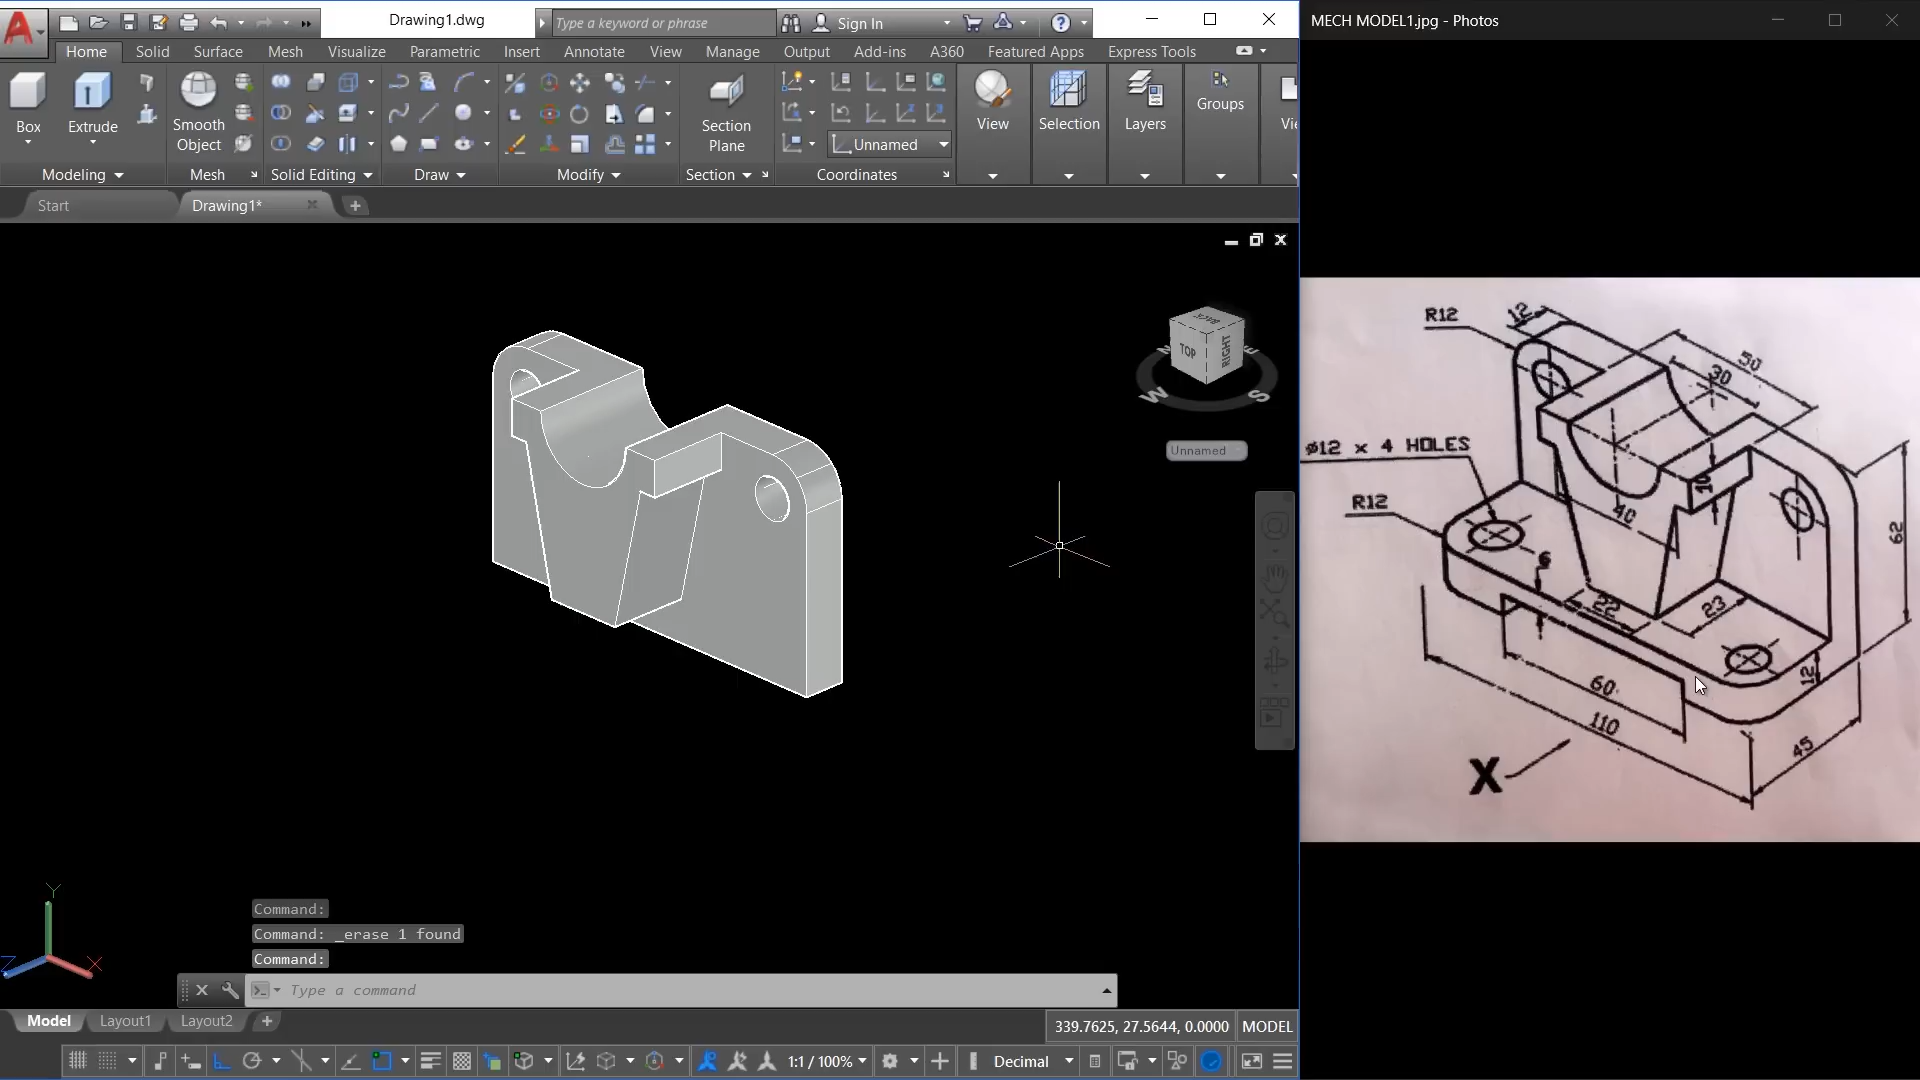 Drawing1.dwg
Type a keyword or phrase
Sign In
MECH MODEL1.jpg - Photos
Home Solid Surface Mesh Visualize Parametric Insert Annotate View Manage Output Add-ins A360 Featured Apps Express Tools
Box
Extrude
Smooth
Object
Section
Plane
Unnamed
View
Selection
Layers
Groups
Vi
Modeling
Mesh
Solid Editing
Draw
Modify
Section
Coordinates
Start
Drawing1*
BACK
TOP
RIGHT
N
E
W
S
Unnamed
R12
12
50
30
ø12 x 4 HOLES
R12
10
40
62
6
22
23
60
12
110
45
X
Y
Z
X
Command:
Command: _erase 1 found
Command:
Type a command
Model
Layout1
Layout2
339.7625, 27.5644, 0.0000
MODEL
1:1 / 100%
Decimal